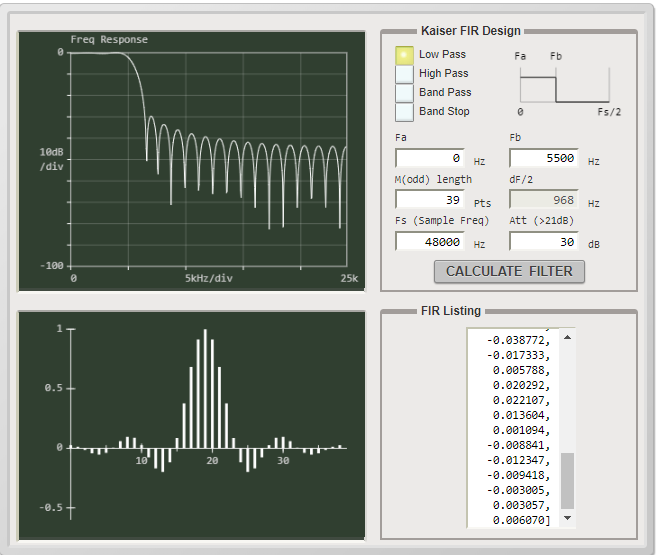 Freq Response
0
10dB
/div
-100
0
5kHz/div
25k
Kaiser FIR Design
Low Pass
High Pass
Band Pass
Band Stop
Fa
Fb
0
Fs/2
Fa
Fb
0 Hz
5500 Hz
M(odd) length
dF/2
39 Pts
968 Hz
Fs (Sample Freq)
Att (>21dB)
48000 Hz
30 dB
CALCULATE FILTER
1
0.5
0
-0.5
10
20
30
FIR Listing
-0.038772,
-0.017333,
0.005788,
0.020292,
0.022107,
0.013604,
0.001094,
-0.008841,
-0.012347,
-0.009418,
-0.003005,
0.003057,
0.006070]